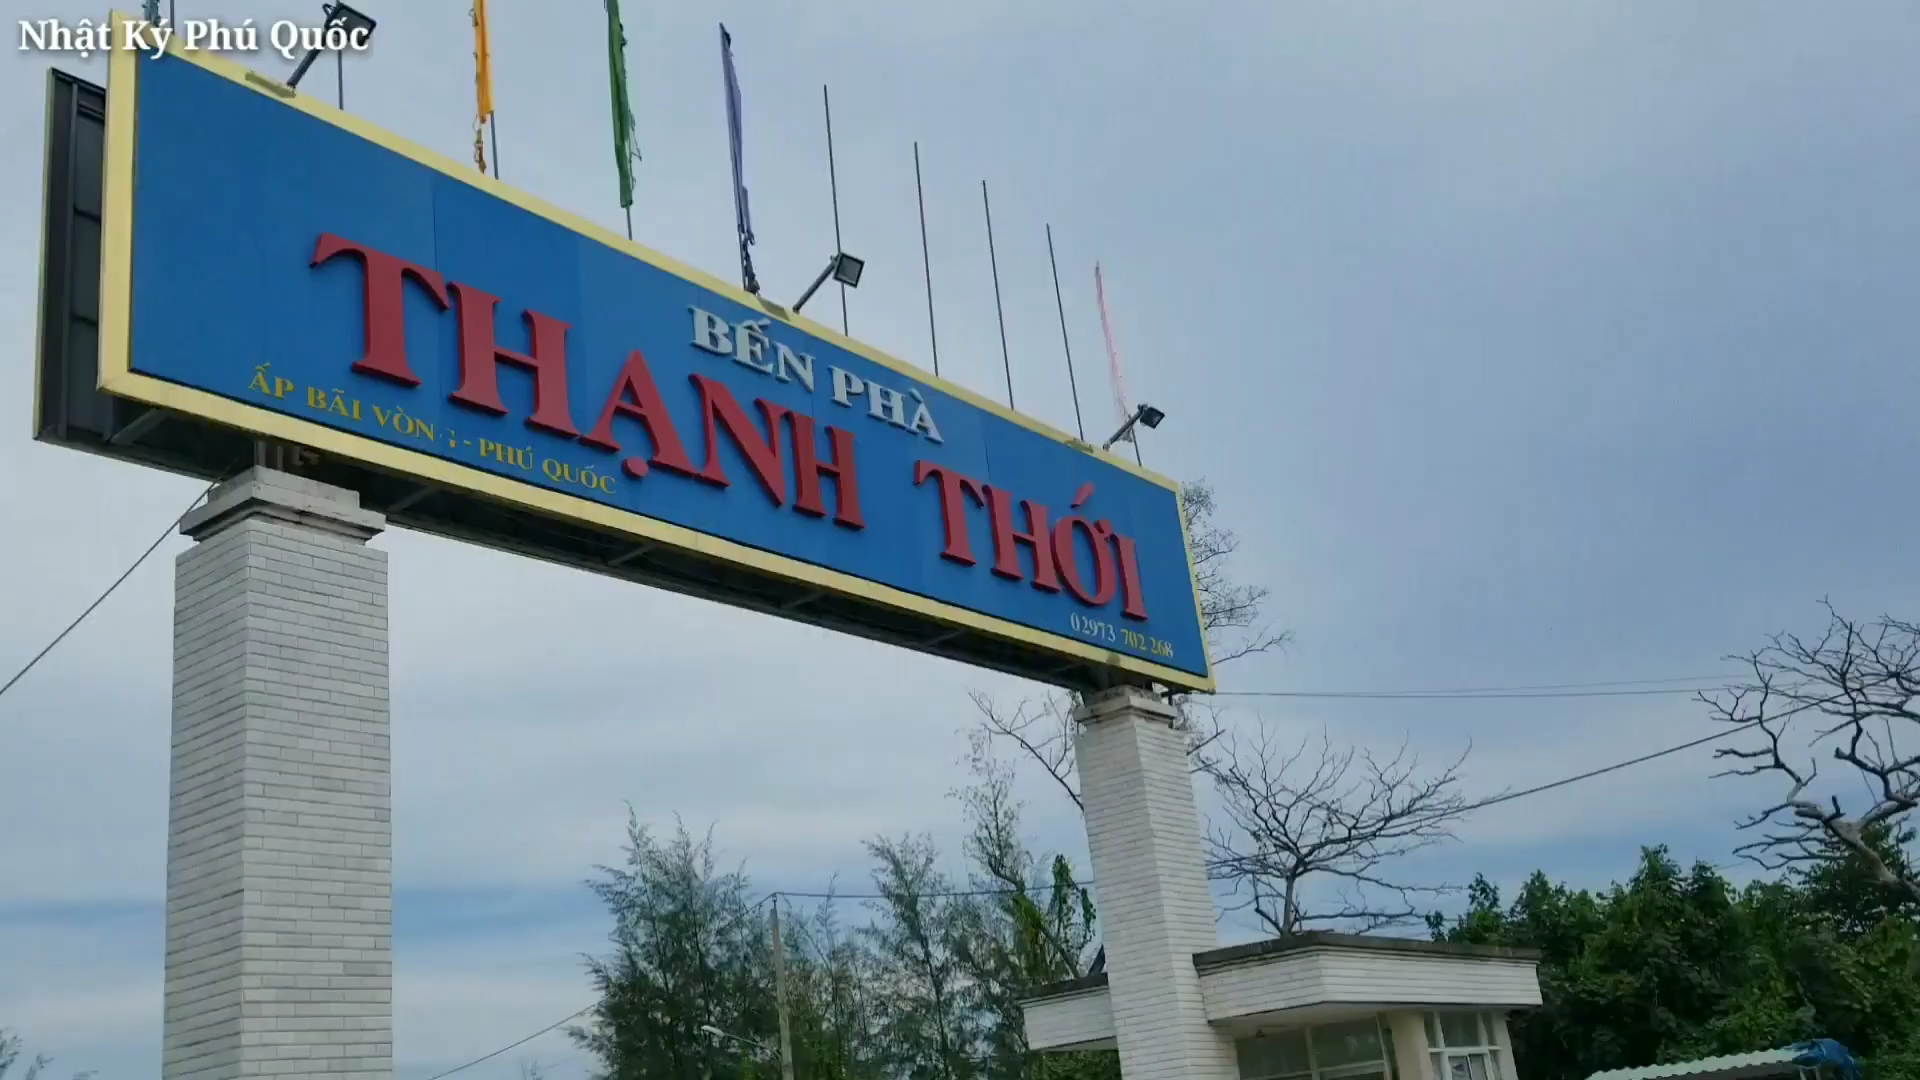 Nhật Ký Phú Quốc
BẾN PHÀ
THẠNH THỚI
ẤP BÃI VÒNG - PHÚ QUỐC
02973 702 268